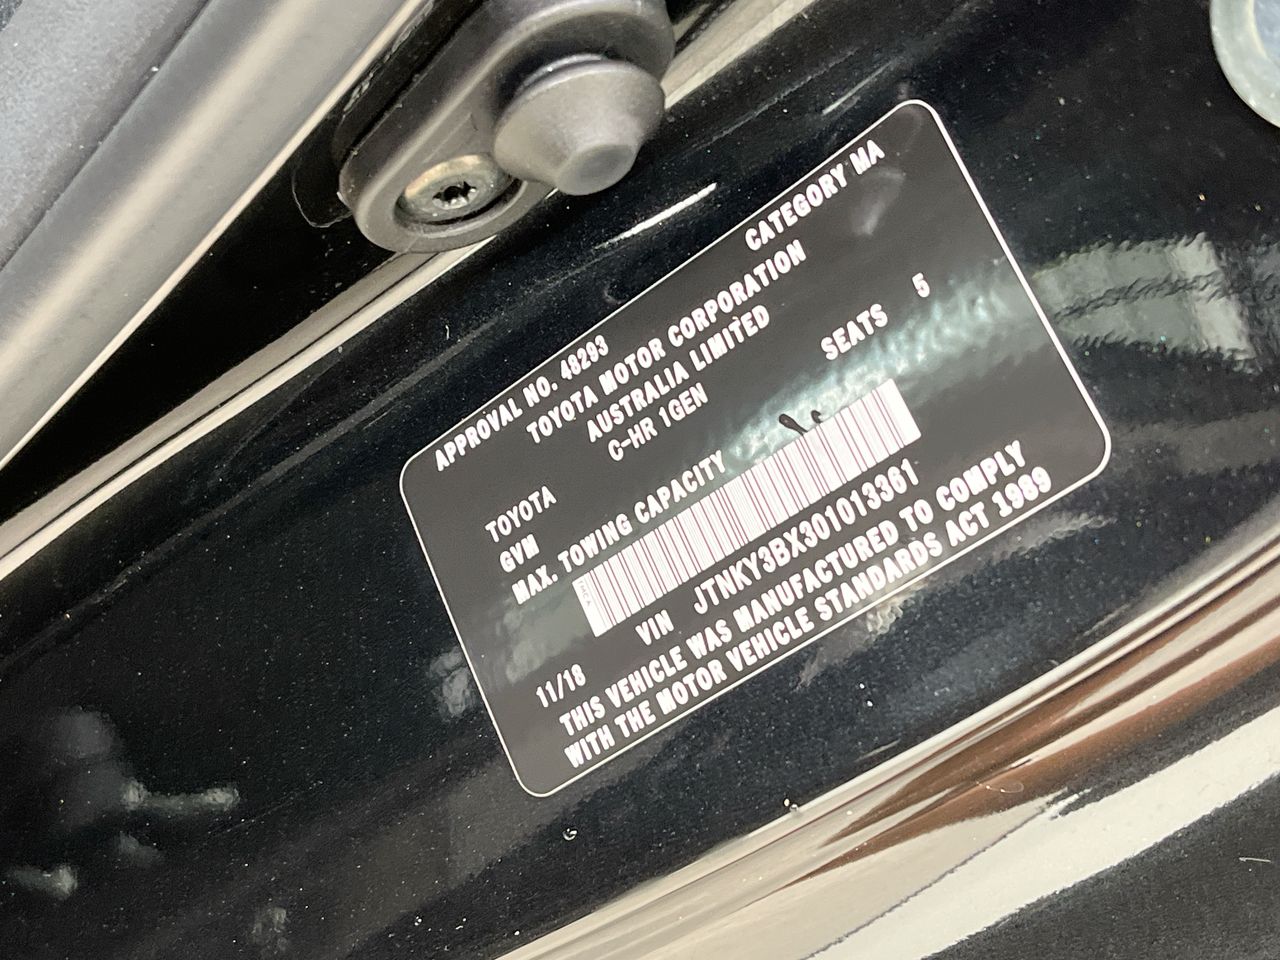 APPROVAL NO. 48293 CATEGORY MA
TOYOTA MOTOR CORPORATION
AUSTRALIA LIMITED
TOYOTA C-HR 1GEN
GVM SEATS 5
MAX. TOWING CAPACITY
11/18 VIN JTNKY3BX301013361
THIS VEHICLE WAS MANUFACTURED TO COMPLY
WITH THE MOTOR VEHICLE STANDARDS ACT 1989